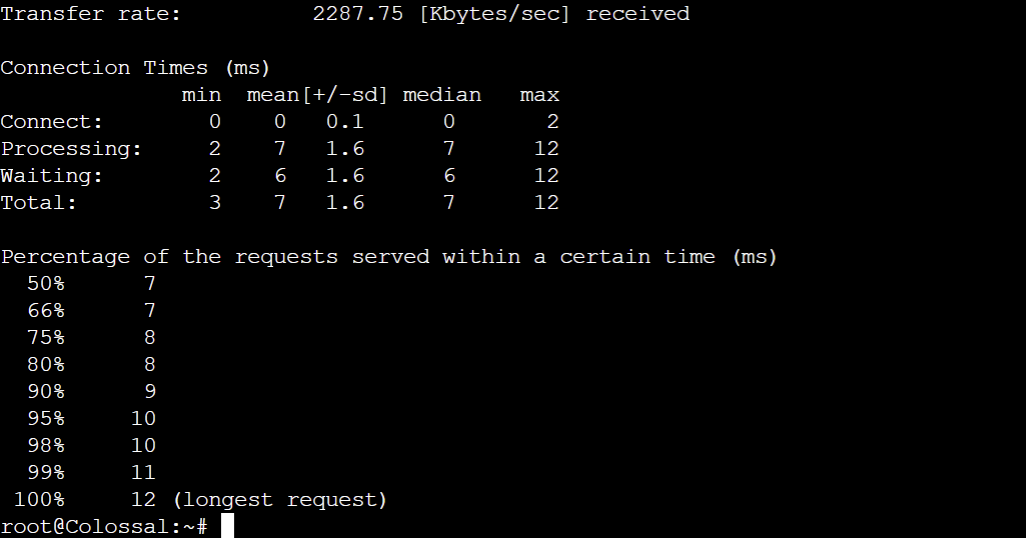 Transfer rate:          2287.75 [Kbytes/sec] received

Connection Times (ms)
              min  mean[+/-sd] median   max
Connect:        0    0   0.1      0       2
Processing:     2    7   1.6      7      12
Waiting:        2    6   1.6      6      12
Total:          3    7   1.6      7      12

Percentage of the requests served within a certain time (ms)
  50%      7
  66%      7
  75%      8
  80%      8
  90%      9
  95%     10
  98%     10
  99%     11
 100%     12 (longest request)
root@Colossal:~#